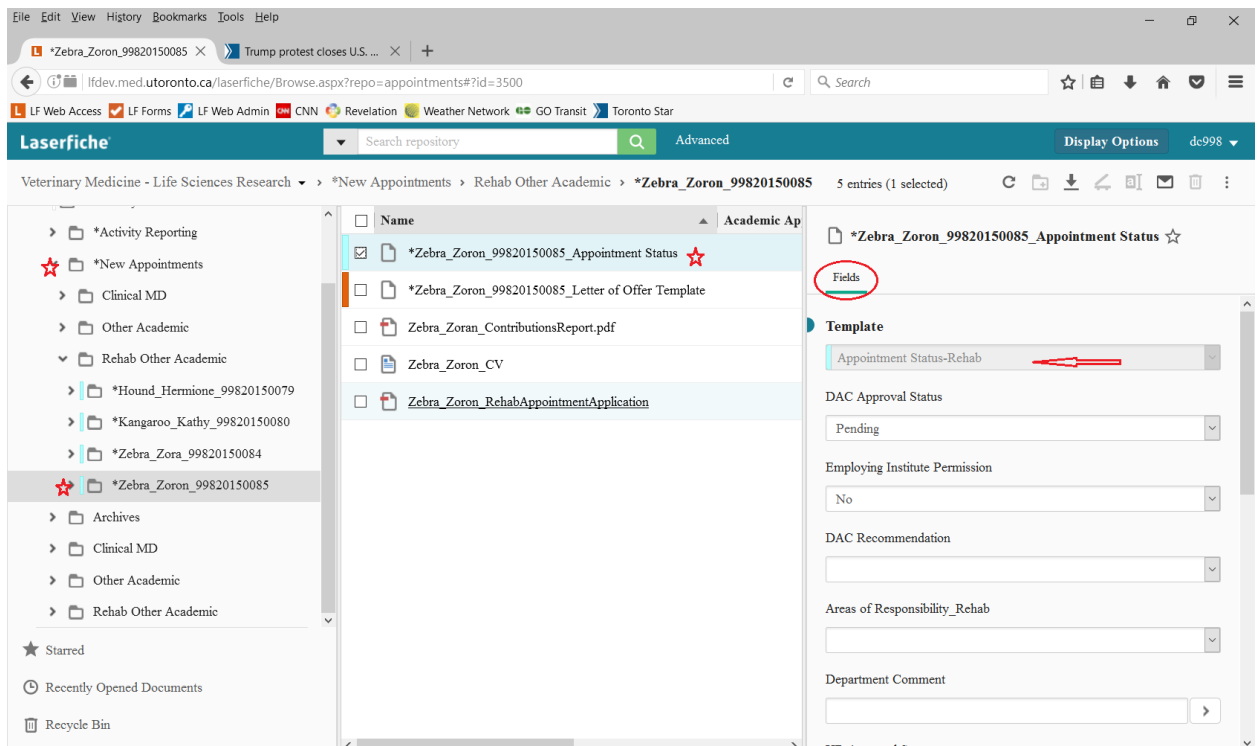 File Edit View History Bookmarks Tools Help
*Zebra_Zoron_99820150085
Trump protest closes U.S. ...
lfdev.med.utoronto.ca/laserfiche/Browse.aspx?repo=appointments#?id=3500
Search
LF Web Access LF Forms LF Web Admin CNN CNN Revelation Weather Network GO Transit Toronto Star
Laserfiche Search repository Advanced Display Options dc998
Veterinary Medicine - Life Sciences Research › *New Appointments › Rehab Other Academic › *Zebra_Zoron_99820150085 5 entries (1 selected)
*Activity Reporting
*New Appointments
Clinical MD
Other Academic
Rehab Other Academic
*Hound_Hermione_99820150079
*Kangaroo_Kathy_99820150080
*Zebra_Zora_99820150084
*Zebra_Zoron_99820150085
Archives
Clinical MD
Other Academic
Rehab Other Academic
Starred
Recently Opened Documents
Recycle Bin
Name Academic Ap
*Zebra_Zoron_99820150085_Appointment Status
*Zebra_Zoron_99820150085_Letter of Offer Template
Zebra_Zoran_ContributionsReport.pdf
Zebra_Zoron_CV
Zebra_Zoron_RehabAppointmentApplication
*Zebra_Zoron_99820150085_Appointment Status
Fields
Template
Appointment Status-Rehab
DAC Approval Status
Pending
Employing Institute Permission
No
DAC Recommendation
Areas of Responsibility_Rehab
Department Comment